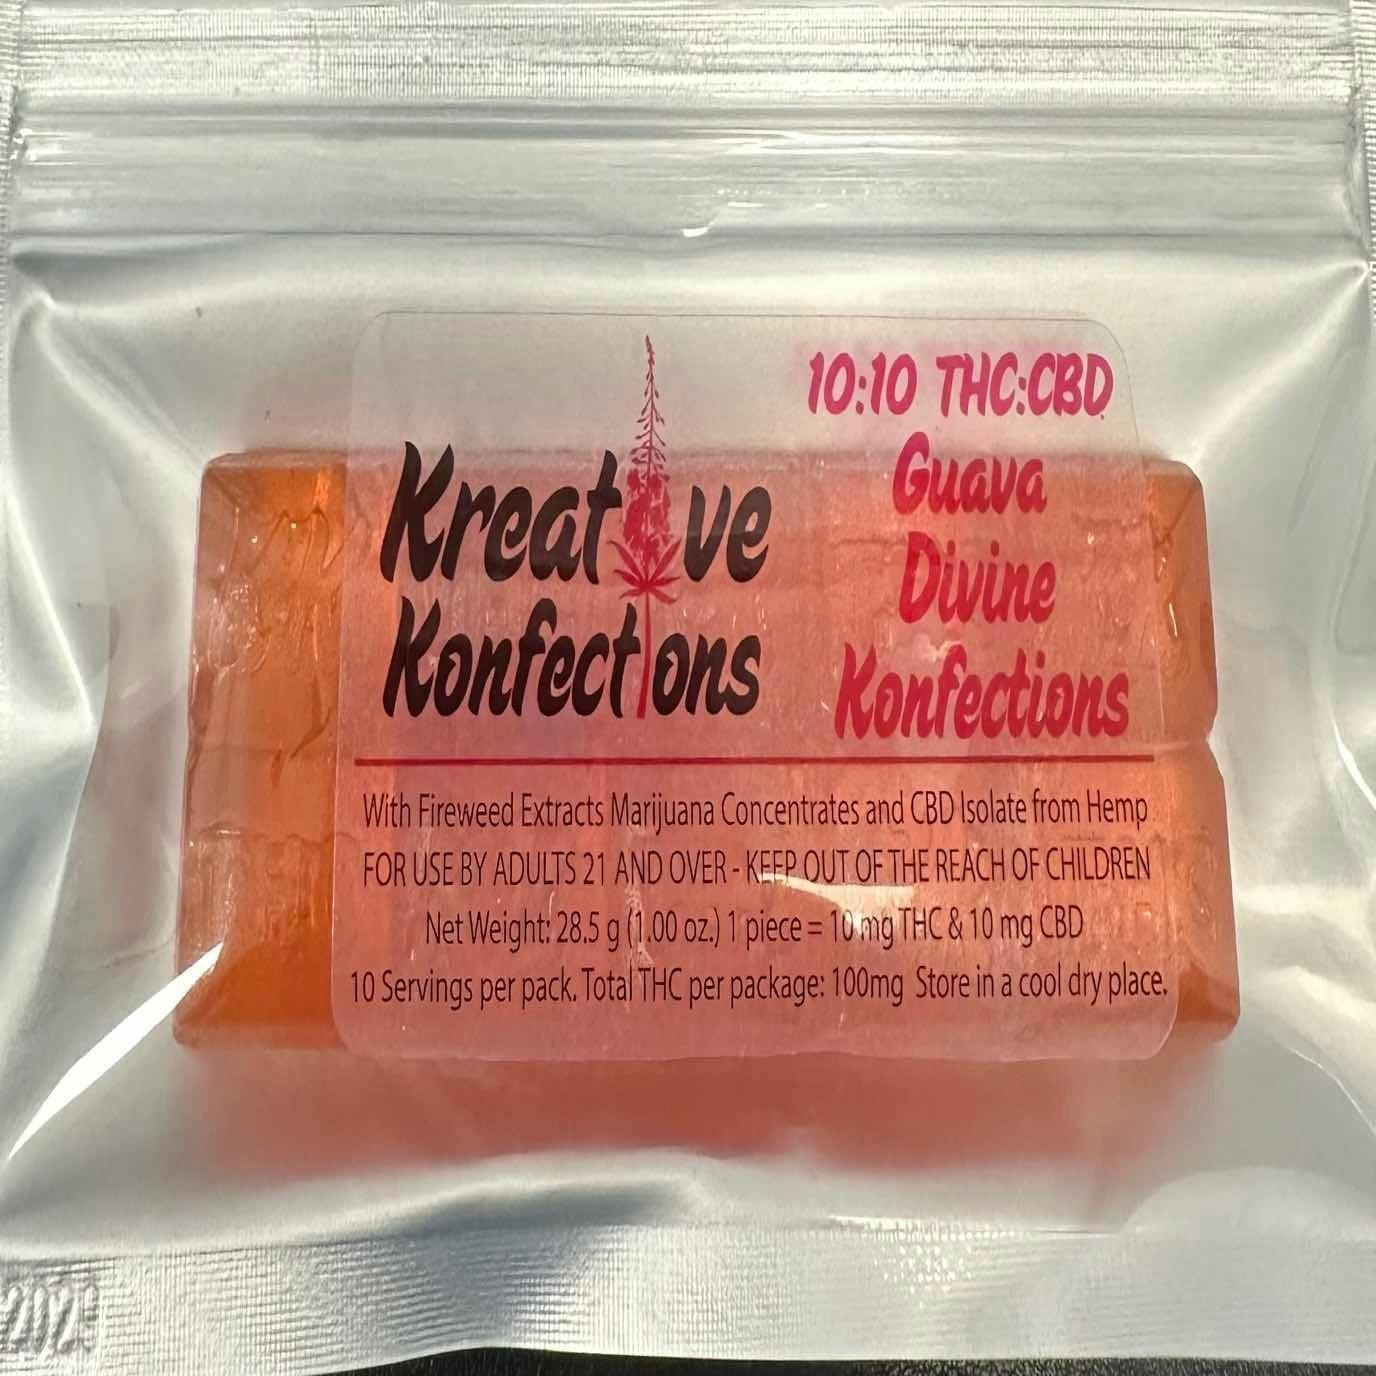 10:10 THC:CBD
Kreative
Konfections
Guava
Divine
Konfections
With Fireweed Extracts Marijuana Concentrates and CBD Isolate from Hemp
FOR USE BY ADULTS 21 AND OVER - KEEP OUT OF THE REACH OF CHILDREN
Net Weight: 28.5 g (1.00 oz.) 1 piece = 10 mg THC & 10 mg CBD
10 Servings per pack. Total THC per package: 100mg Store in a cool dry place.